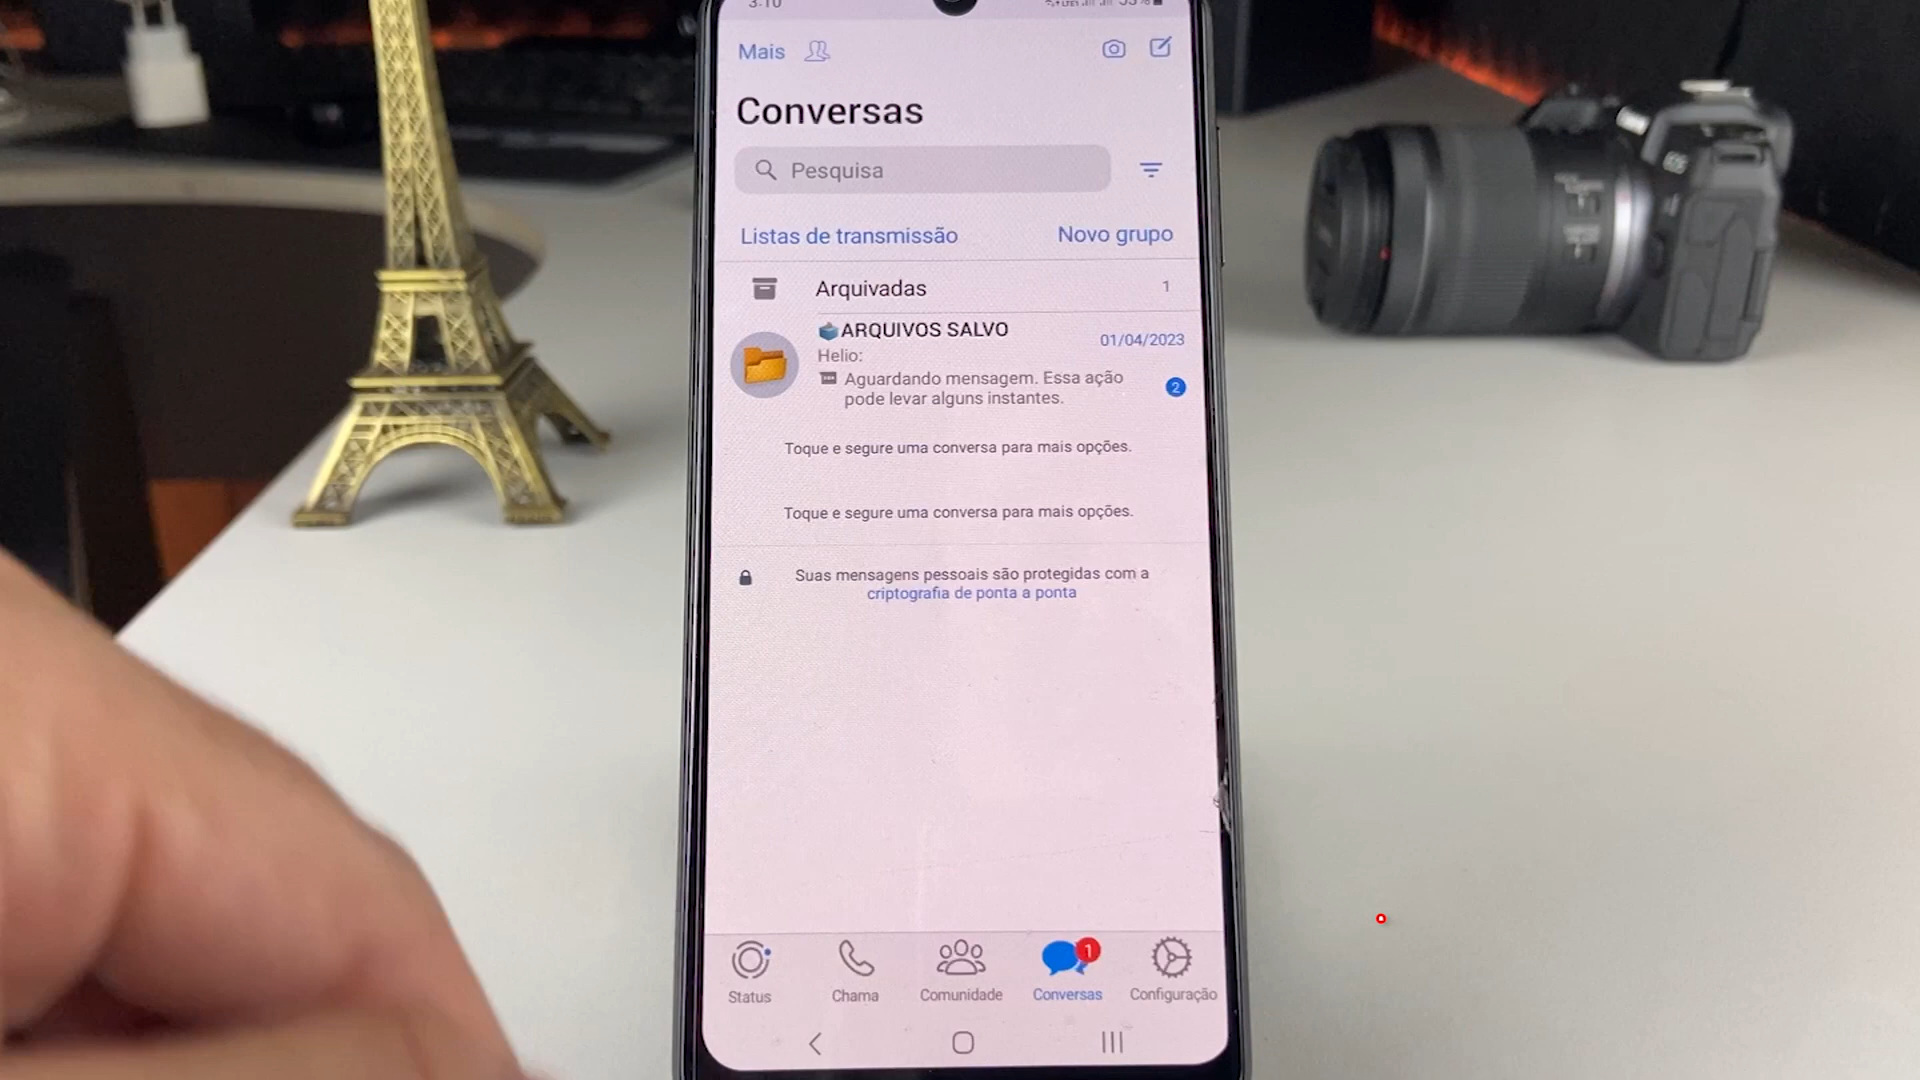 3:10
Mais
Conversas
Pesquisa
Listas de transmissão
Novo grupo
Arquivadas
1
ARQUIVOS SALVO
01/04/2023
Helio:
Aguardando mensagem. Essa ação
pode levar alguns instantes.
2
Toque e segure uma conversa para mais opções.
Toque e segure uma conversa para mais opções.
Suas mensagens pessoais são protegidas com a
criptografia de ponta a ponta
1
Status
Chama
Comunidade
Conversas
Configuração